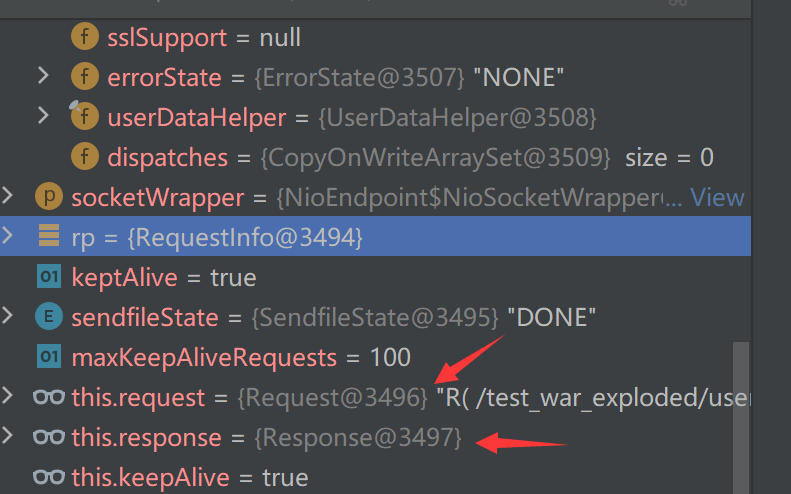 f sslSupport = null
f errorState = {ErrorState@3507} "NONE"
f userDataHelper = {UserDataHelper@3508}
f dispatches = {CopyOnWriteArraySet@3509} size = 0
p socketWrapper = {NioEndpoint$NioSocketWrapper(... View
rp = {RequestInfo@3494}
01 keptAlive = true
E sendfileState = {SendfileState@3495} "DONE"
01 maxKeepAliveRequests = 100
this.request = {Request@3496} "R( /test_war_exploded/user
this.response = {Response@3497}
this.keepAlive = true